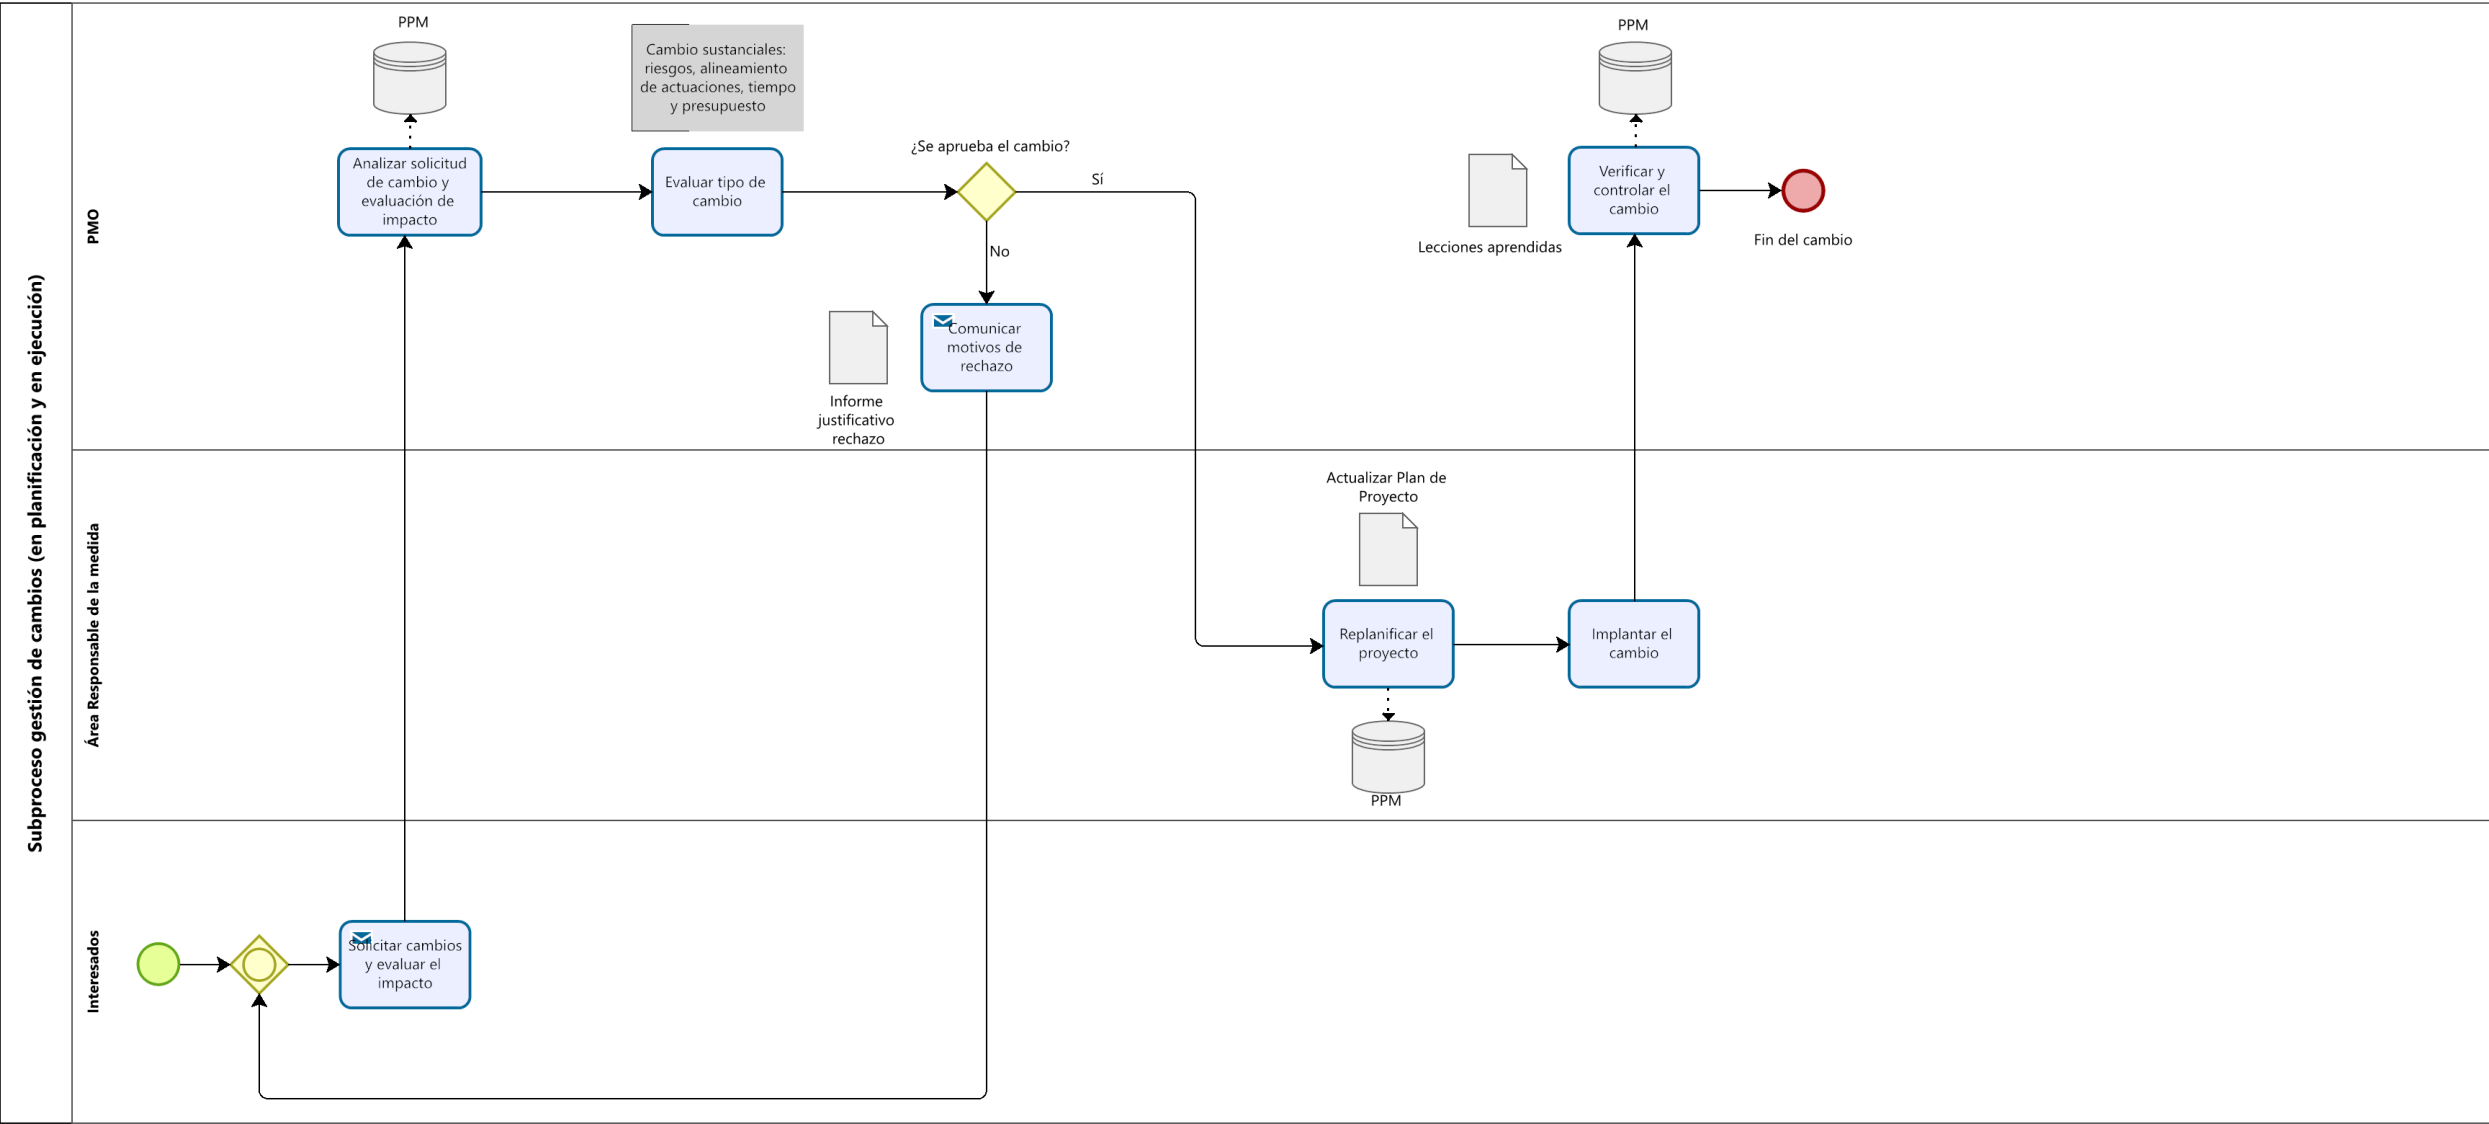 Subproceso gestión de cambios (en planificación y en ejecución)
PMO
PPM
Cambio sustanciales:
riesgos, alineamiento
de actuaciones, tiempo
y presupuesto
PPM
Analizar solicitud
de cambio y
evaluación de
impacto
Evaluar tipo de
cambio
¿Se aprueba el cambio?
Sí
No
Verificar y
controlar el
cambio
Lecciones aprendidas
Fin del cambio
Comunicar
motivos de
rechazo
Informe
justificativo
rechazo
Área Responsable de la medida
Actualizar Plan de
Proyecto
Replanificar el
proyecto
Implantar el
cambio
PPM
Interesados
Solicitar cambios
y evaluar el
impacto